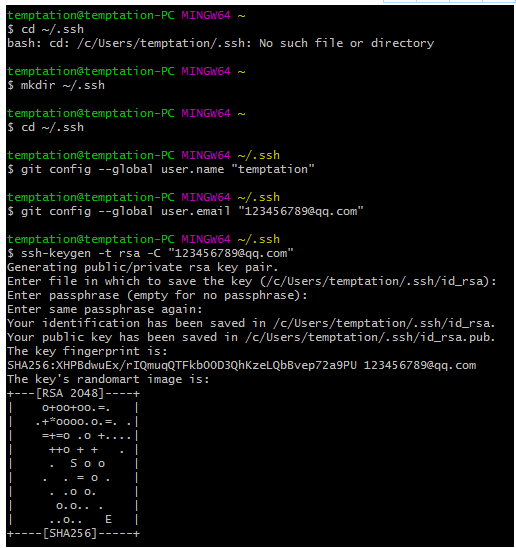 temptation@temptation-PC MINGW64 ~
$ cd ~/.ssh
bash: cd: /c/Users/temptation/.ssh: No such file or directory
temptation@temptation-PC MINGW64 ~
$ mkdir ~/.ssh
temptation@temptation-PC MINGW64 ~
$ cd ~/.ssh
temptation@temptation-PC MINGW64 ~/.ssh
$ git config --global user.name "temptation"
temptation@temptation-PC MINGW64 ~/.ssh
$ git config --global user.email "123456789@qq.com"
temptation@temptation-PC MINGW64 ~/.ssh
$ ssh-keygen -t rsa -C "123456789@qq.com"
Generating public/private rsa key pair.
Enter file in which to save the key (/c/Users/temptation/.ssh/id_rsa):
Enter passphrase (empty for no passphrase):
Enter same passphrase again:
Your identification has been saved in /c/Users/temptation/.ssh/id_rsa.
Your public key has been saved in /c/Users/temptation/.ssh/id_rsa.pub.
The key fingerprint is:
SHA256:XHPBdwuEx/rIQmuqQTFkbOOD3QhKzeLQbBvep72a9PU 123456789@qq.com
The key's randomart image is:
+---[RSA 2048]----+
|    o+oo+oo.=.   |
|   .+*oooo.o.=. .|
|    =+=o .o +....|
|     ++o + +   . |
|     .  S o o    |
|    .  . = o .   |
|     . .o o.     |
|      o.o.. .    |
|     ..o..   E   |
+----[SHA256]-----+